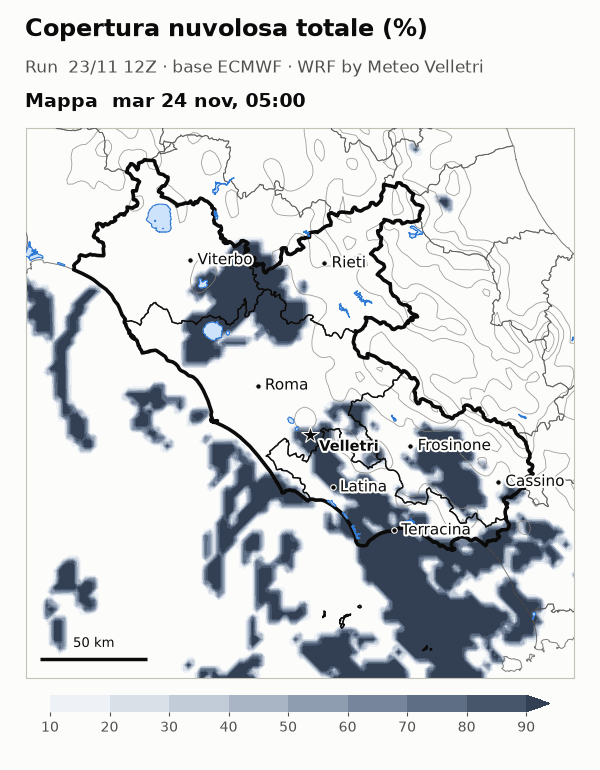 Copertura nuvolosa totale (%)
Run  23/11 12Z · base ECMWF · WRF by Meteo Velletri
Mappa  mar 24 nov, 05:00
Viterbo
Rieti
Roma
Velletri
Frosinone
Latina
Cassino
Terracina
50 km
10 20 30 40 50 60 70 80 90